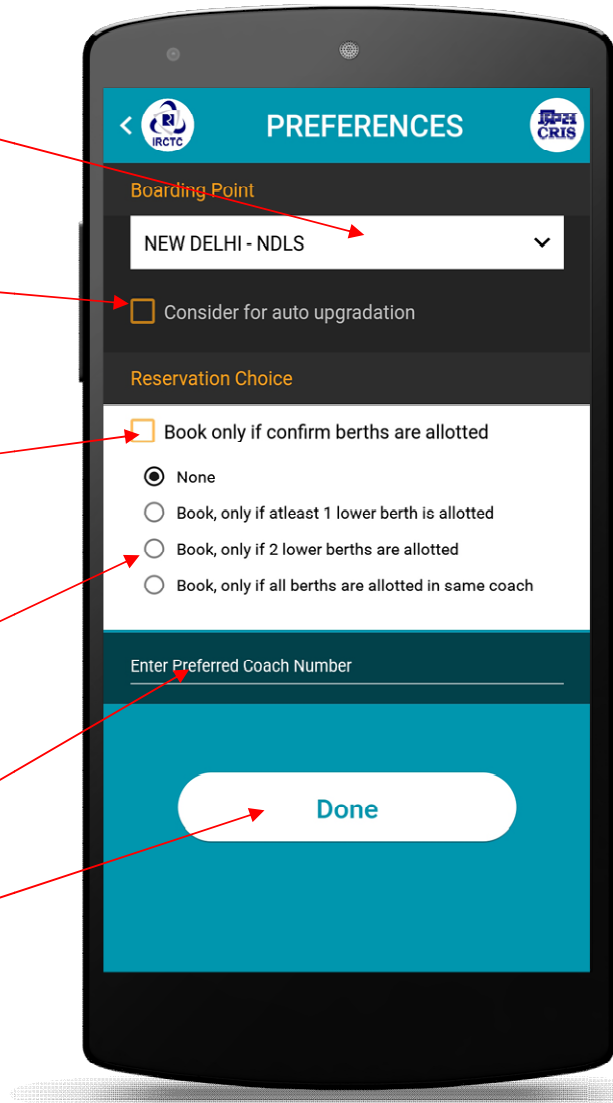 IRCTC
PREFERENCES
क्रिस
CRIS
Boarding Point
NEW DELHI - NDLS
Consider for auto upgradation
Reservation Choice
Book only if confirm berths are allotted
None
Book, only if atleast 1 lower berth is allotted
Book, only if 2 lower berths are allotted
Book, only if all berths are allotted in same coach
Enter Preferred Coach Number
Done